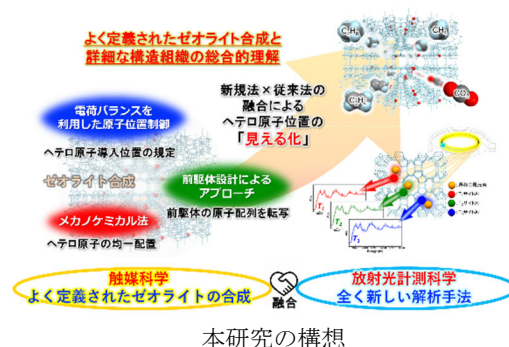 よく定義されたゼオライト合成と
詳細な構造組織の総合的理解
電荷バランスを
利用した原子位置制御
ヘテロ原子導入位置の規定
ゼオライト合成
メカノケミカル法
ヘテロ原子の均一配置
前駆体設計による
アプローチ
前駆体の原子配列を転写
新規法×従来法の
融合による
ヘテロ原子位置の
「見える化」
触媒科学
よく定義されたゼオライトの合成
融合
放射光計測科学
全く新しい解析手法
本研究の構想